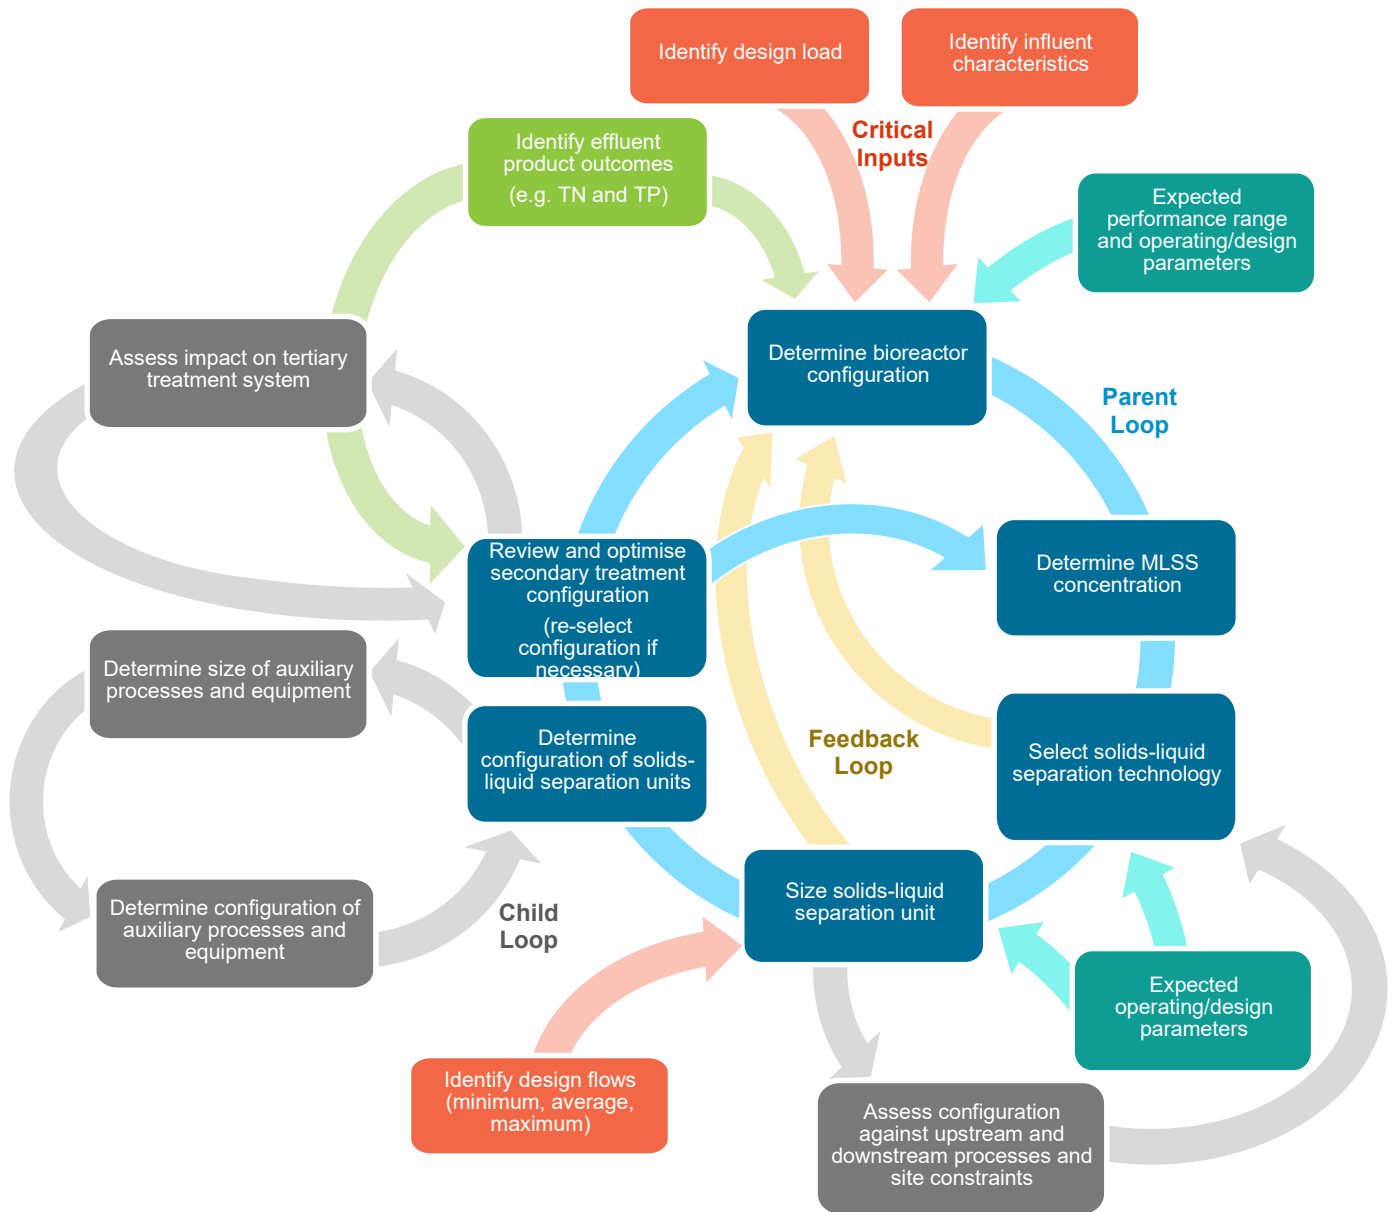 Identify design load
Identify influent
characteristics
Critical
Inputs
Identify effluent
product outcomes
(e.g. TN and TP)
Expected
performance range
and operating/design
parameters
Assess impact on tertiary
treatment system
Determine bioreactor
configuration
Parent
Loop
Review and optimise
secondary treatment
configuration
(re-select
configuration if
necessary)
Determine MLSS
concentration
Determine size of auxiliary
processes and equipment
Determine
configuration of solids-
liquid separation units
Feedback
Loop
Select solids-liquid
separation technology
Determine configuration of
auxiliary processes and
equipment
Child
Loop
Size solids-liquid
separation unit
Expected
operating/design
parameters
Identify design flows
(minimum, average,
maximum)
Assess configuration
against upstream and
downstream processes and
site constraints